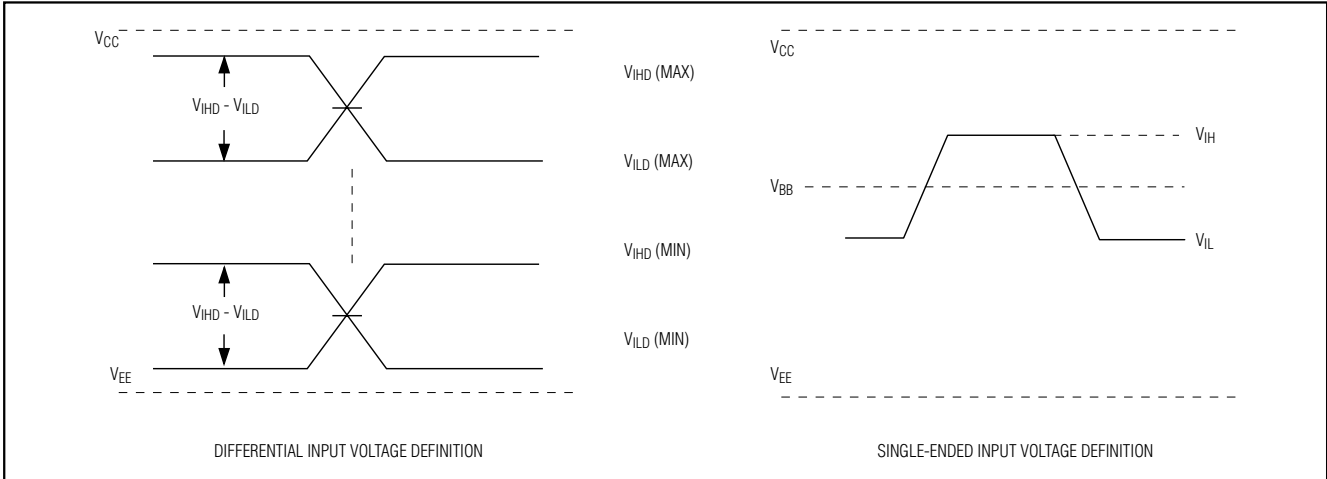 VCC
VIHD - VILD
VIHD (MAX)
VILD (MAX)
VIHD (MIN)
VIHD - VILD
VILD (MIN)
VEE
DIFFERENTIAL INPUT VOLTAGE DEFINITION
VCC
VIH
VBB
VIL
VEE
SINGLE-ENDED INPUT VOLTAGE DEFINITION